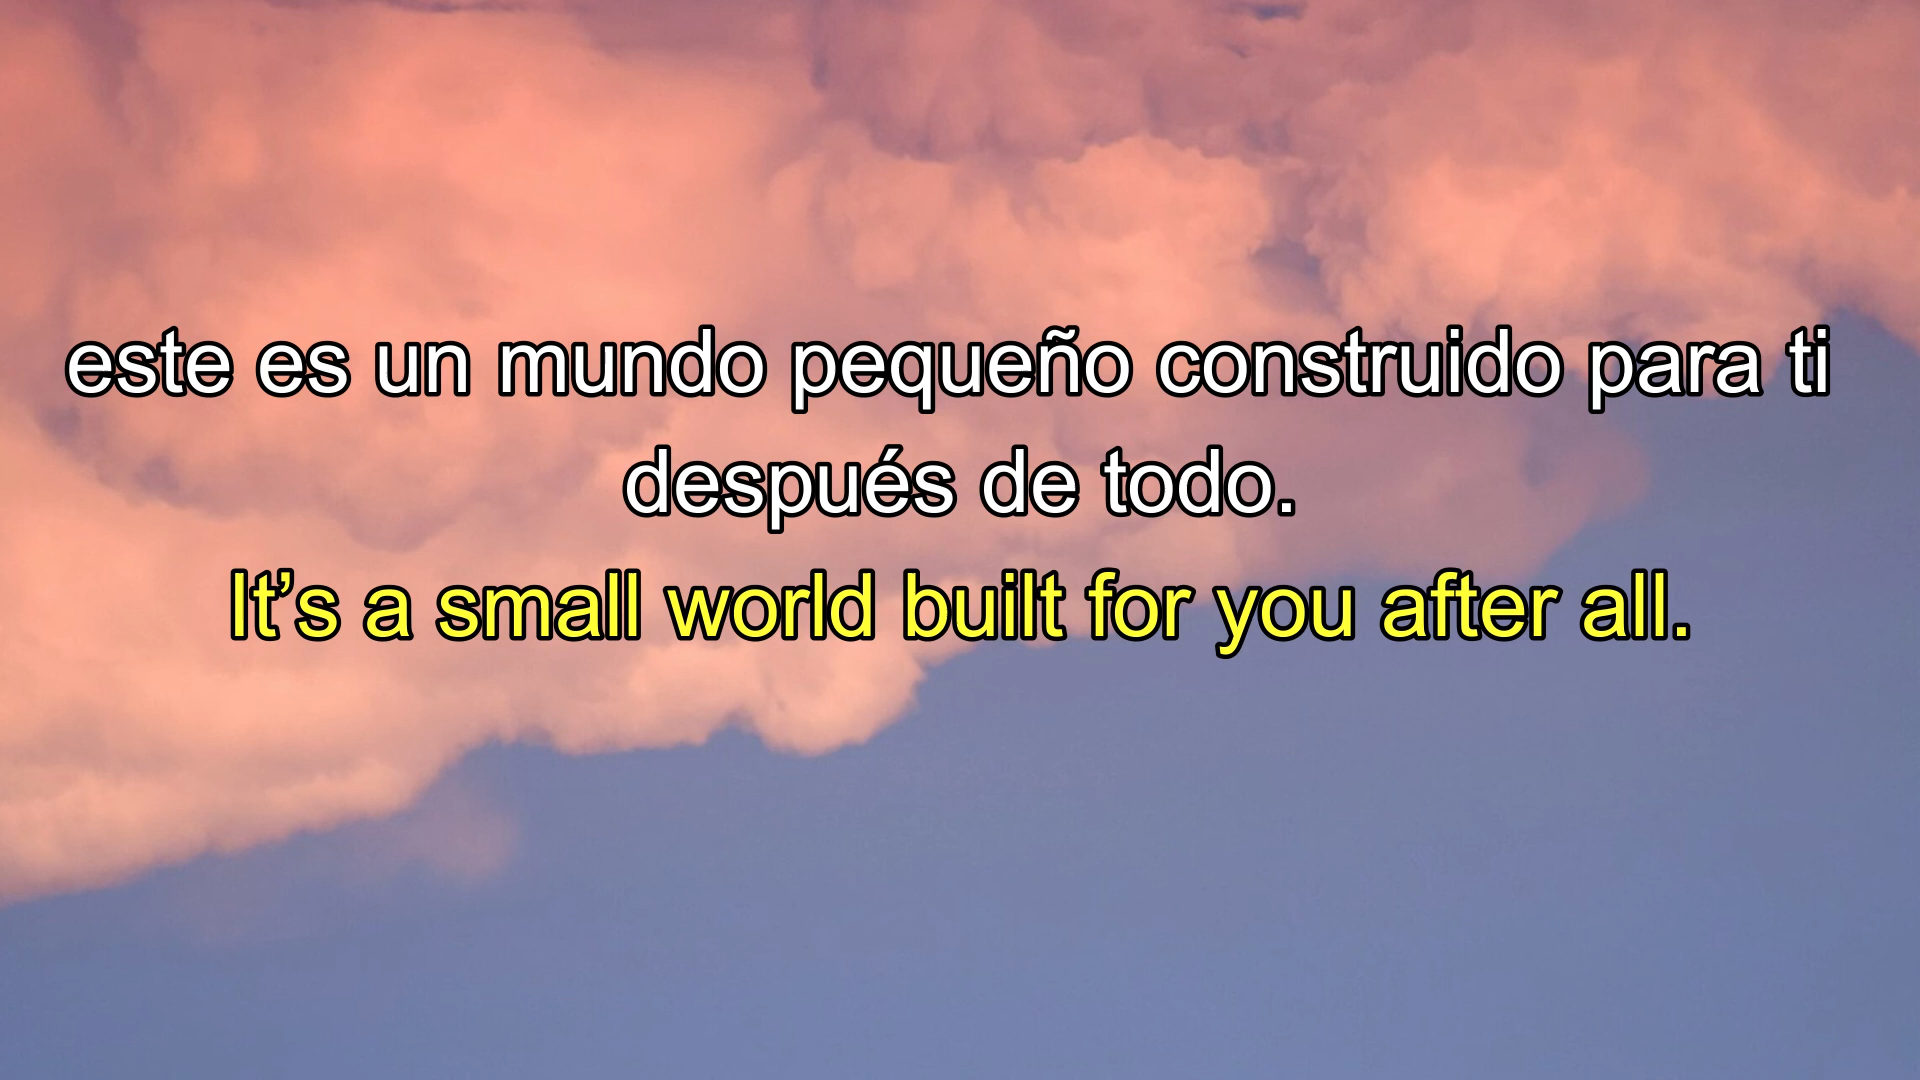 este es un mundo pequeño construido para ti
después de todo.
It’s a small world built for you after all.